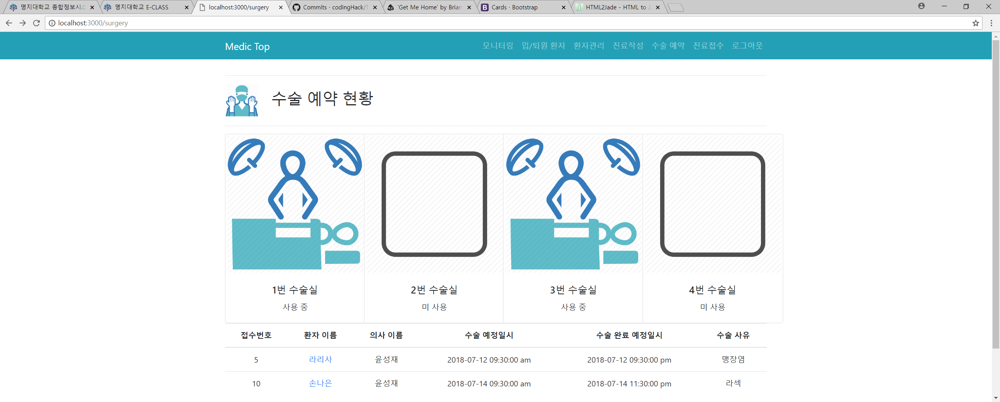 명지대학교 종합정보시스
명지대학교 E-CLASS
localhost:3000/surgery
Commits · codingHack/T
'Get Me Home' by Brian
Cards · Bootstrap
HTML2Jade - HTML to Ja
localhost:3000/surgery
Medic Top
모니터링 입/퇴원 환자 환자관리 진료작성 수술 예약 진료접수 로그아웃
수술 예약 현황
1번 수술실
사용 중
2번 수술실
미 사용
3번 수술실
사용 중
4번 수술실
미 사용
접수번호 환자 이름 의사 이름 수술 예정일시 수술 완료 예정일시 수술 사유
5 라리사 윤성재 2018-07-12 09:30:00 am 2018-07-12 09:30:00 pm 맹장염
10 손나은 윤성재 2018-07-14 09:30:00 am 2018-07-14 11:30:00 pm 라섹